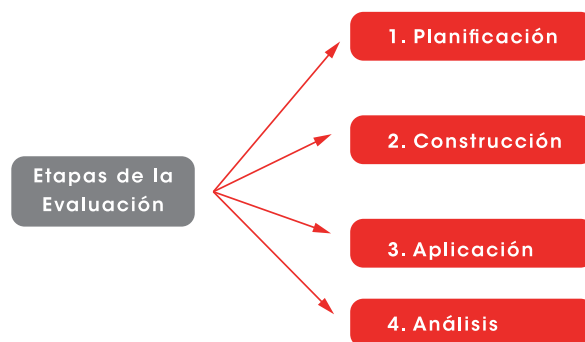 Etapas de la
Evaluación
1. Planificación
2. Construcción
3. Aplicación
4. Análisis